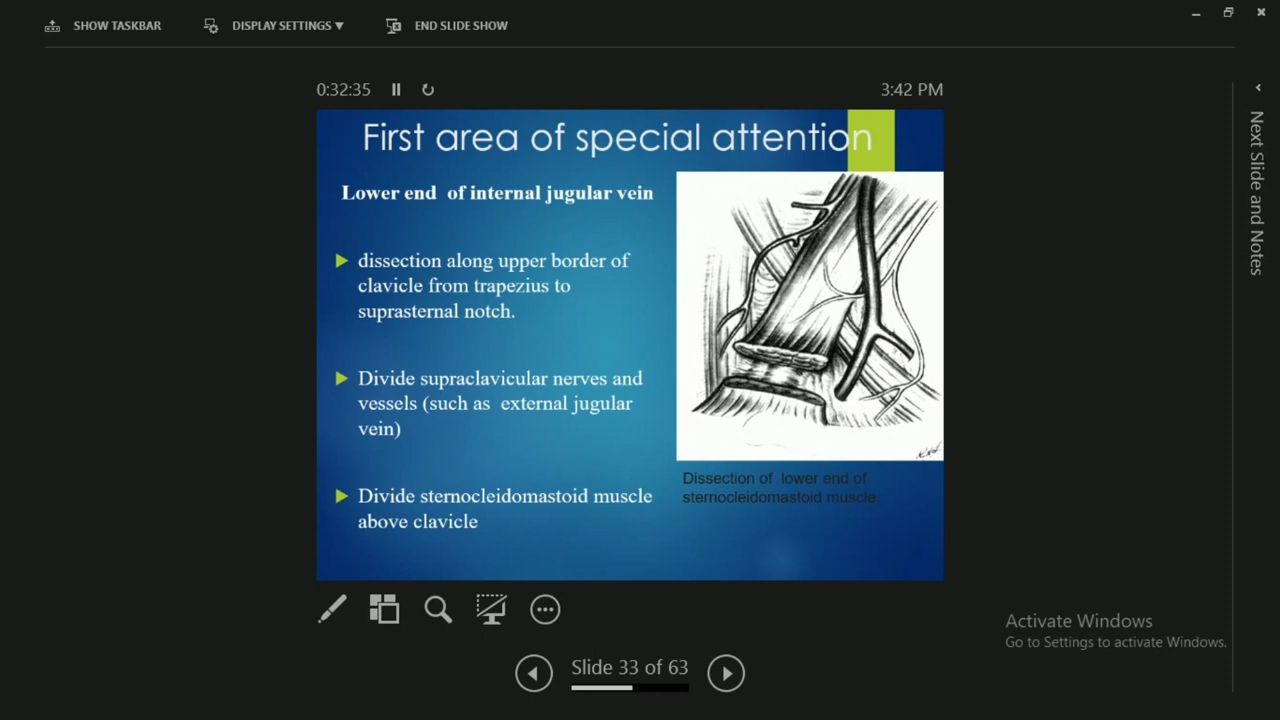 SHOW TASKBAR
DISPLAY SETTINGS ▼
END SLIDE SHOW
0:32:35
3:42 PM
First area of special attention
Lower end of internal jugular vein
dissection along upper border of
clavicle from trapezius to
suprasternal notch.
Divide supraclavicular nerves and
vessels (such as external jugular
vein)
Divide sternocleidomastoid muscle
above clavicle
Dissection of lower end of
sternocleidomastoid muscle.
Next Slide and Notes
Activate Windows
Go to Settings to activate Windows.
Slide 33 of 63